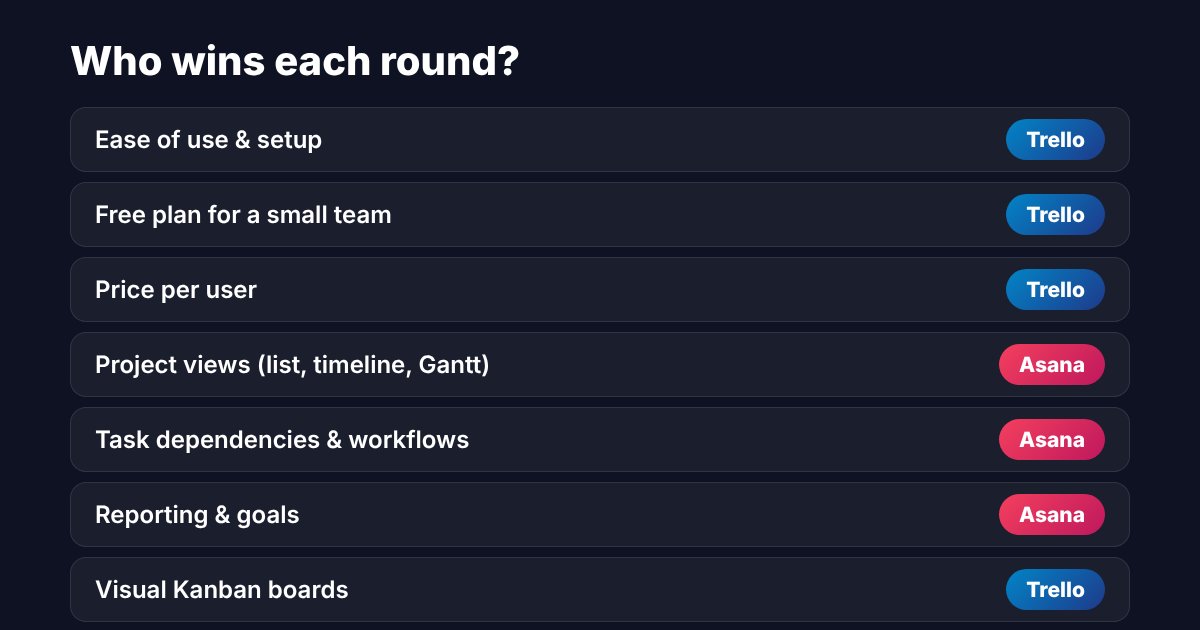 Who wins each round?
Ease of use & setup Trello
Free plan for a small team Trello
Price per user Trello
Project views (list, timeline, Gantt) Asana
Task dependencies & workflows Asana
Reporting & goals Asana
Visual Kanban boards Trello